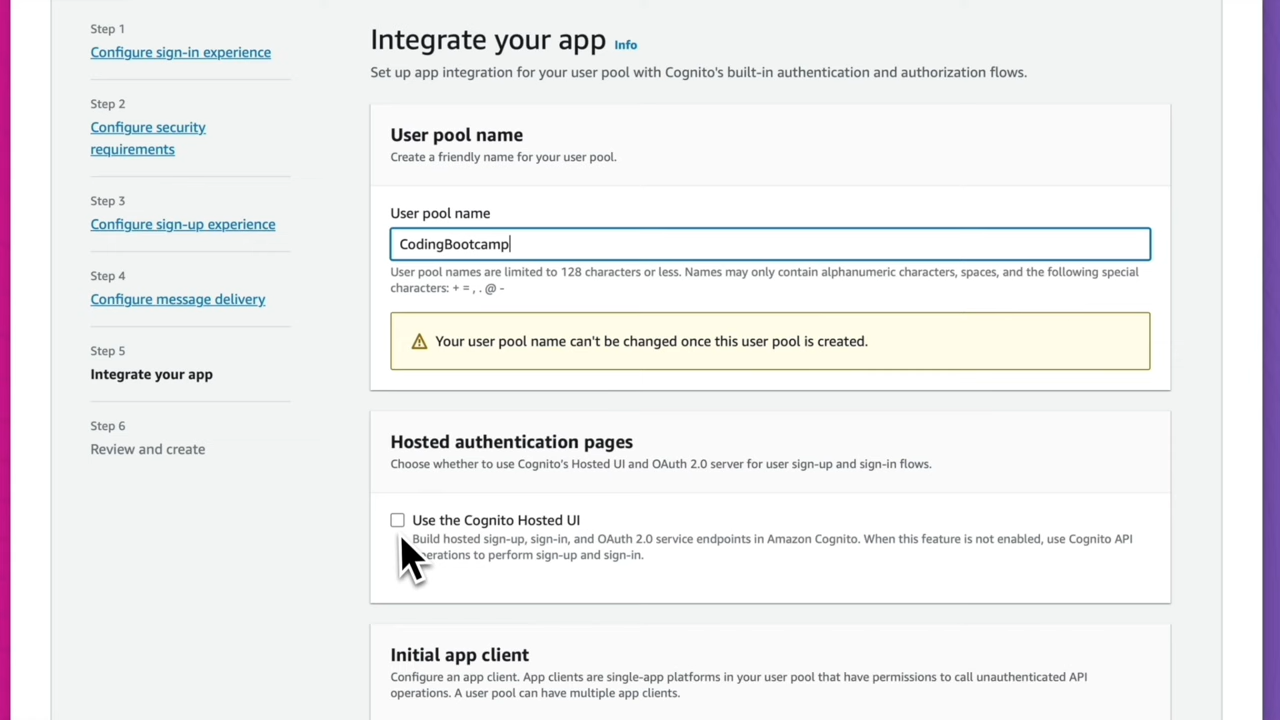 Step 1
Configure sign-in experience
Step 2
Configure security
requirements
Step 3
Configure sign-up experience
Step 4
Configure message delivery
Step 5
Integrate your app
Step 6
Review and create
Integrate your app Info
Set up app integration for your user pool with Cognito's built-in authentication and authorization flows.
User pool name
Create a friendly name for your user pool.
User pool name
CodingBootcamp
User pool names are limited to 128 characters or less. Names may only contain alphanumeric characters, spaces, and the following special
characters: + = , . @ -
Your user pool name can't be changed once this user pool is created.
Hosted authentication pages
Choose whether to use Cognito's Hosted UI and OAuth 2.0 server for user sign-up and sign-in flows.
Use the Cognito Hosted UI
Build hosted sign-up, sign-in, and OAuth 2.0 service endpoints in Amazon Cognito. When this feature is not enabled, use Cognito API
operations to perform sign-up and sign-in.
Initial app client
Configure an app client. App clients are single-app platforms in your user pool that have permissions to call unauthenticated API
operations. A user pool can have multiple app clients.